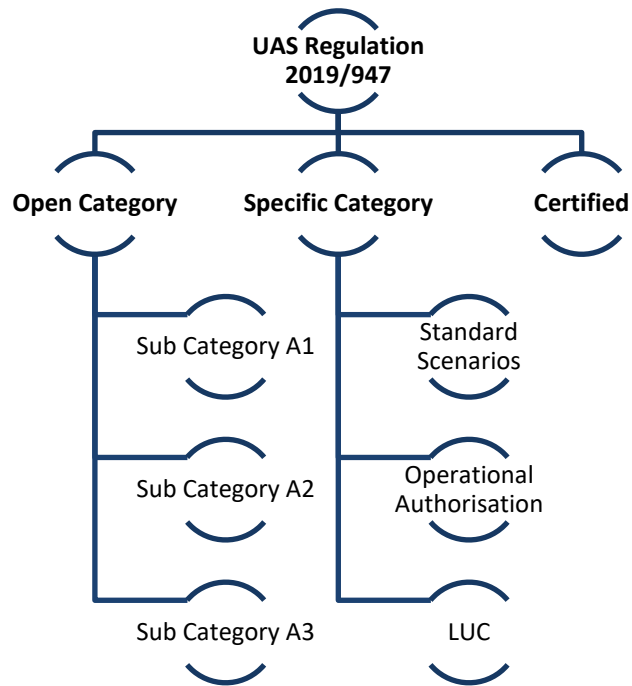 UAS Regulation
2019/947
Open Category
Specific Category
Certified
Sub Category A1
Standard
Scenarios
Sub Category A2
Operational
Authorisation
Sub Category A3
LUC